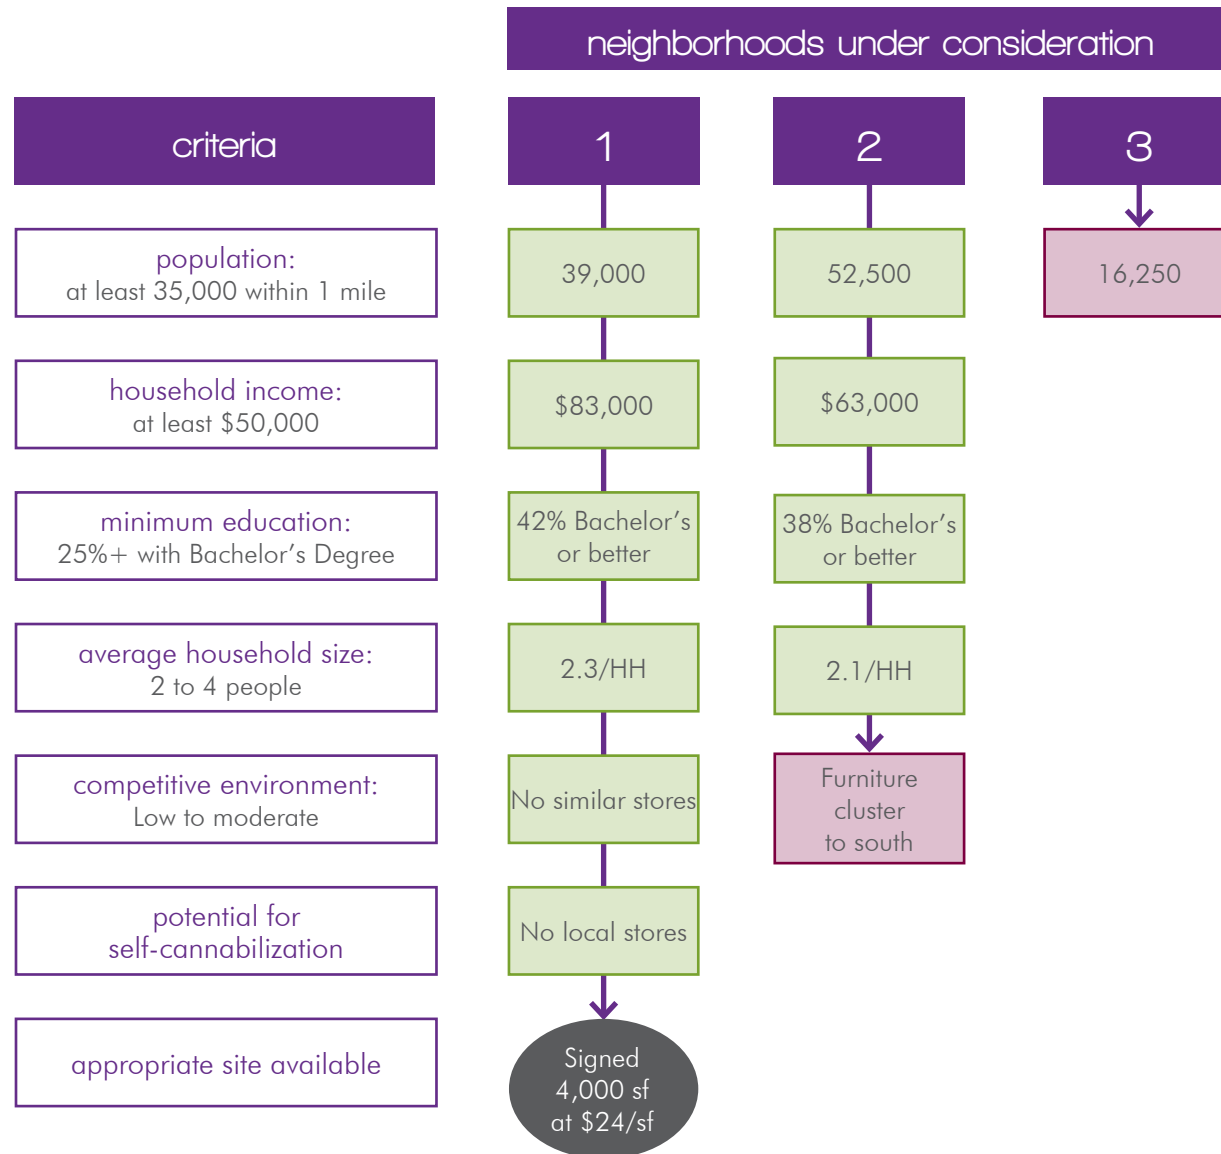 neighborhoods under consideration
criteria
1
2
3
population:
at least 35,000 within 1 mile
39,000
52,500
16,250
household income:
at least $50,000
$83,000
$63,000
minimum education:
25%+ with Bachelor’s Degree
42% Bachelor’s
or better
38% Bachelor’s
or better
average household size:
2 to 4 people
2.3/HH
2.1/HH
competitive environment:
Low to moderate
No similar stores
Furniture
cluster
to south
potential for
self-cannabilization
No local stores
appropriate site available
Signed
4,000 sf
at $24/sf